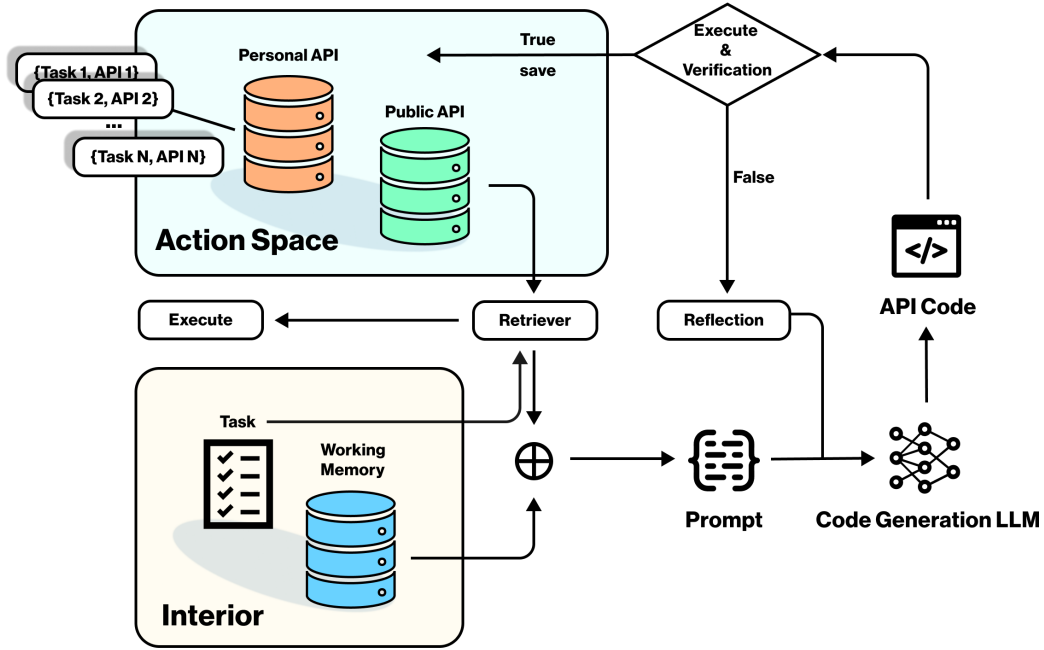 Personal API
{Task 1, API 1}
{Task 2, API 2}
...
{Task N, API N}
Public API
Action Space
True
save
Execute
&
Verification
False
</>
API Code
Execute
Retriever
Reflection
Task
Working
Memory
Interior
Prompt
Code Generation LLM